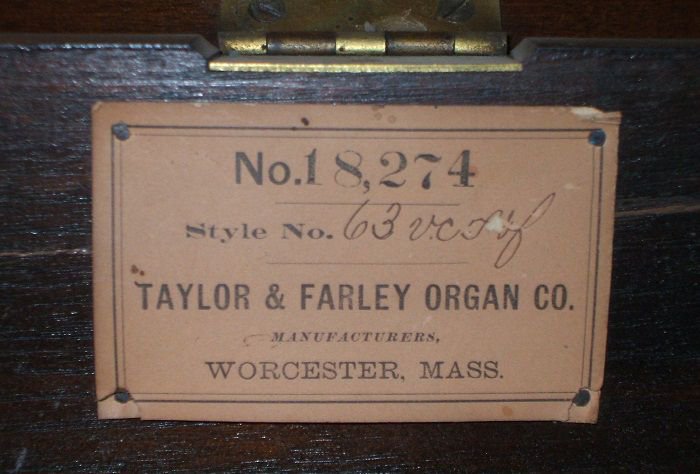 No.18,274
Style No. 63
TAYLOR & FARLEY ORGAN CO.
MANUFACTURERS,
WORCESTER, MASS.